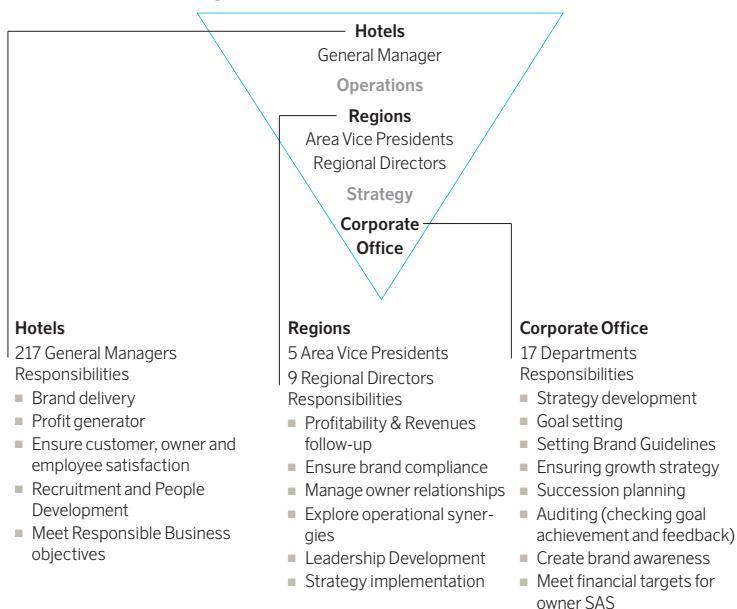 Hotels
General Manager
Operations
Regions
Area Vice Presidents
Regional Directors
Strategy
Corporate
Office
Hotels
217 General Managers
Responsibilities
Brand delivery
Profit generator
Ensure customer, owner and
employee satisfaction
Recruitment and People
Development
Meet Responsible Business
objectives
Regions
5 Area Vice Presidents
9 Regional Directors
Responsibilities
Profitability & Revenues
follow-up
Ensure brand compliance
Manage owner relationships
Explore operational syner-
gies
Leadership Development
Strategy implementation
Corporate Office
17 Departments
Responsibilities
Strategy development
Goal setting
Setting Brand Guidelines
Ensuring growth strategy
Succession planning
Auditing (checking goal
achievement and feedback)
Create brand awareness
Meet financial targets for
owner SAS